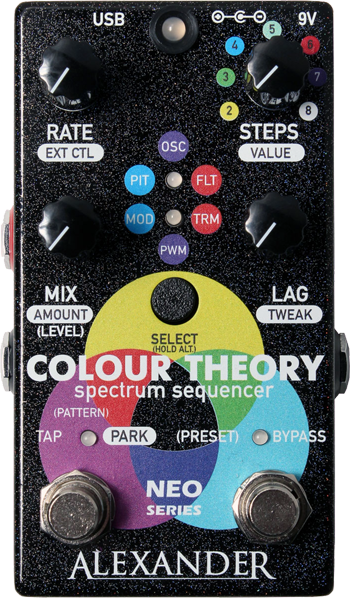 USB
9V
5
4
6
3
7
2
8
RATE
STEPS
EXT CTL
VALUE
OSC
PIT
FLT
MOD
TRM
PWM
MIX
LAG
AMOUNT
(LEVEL)
TWEAK
SELECT
(HOLD ALT.)
COLOUR THEORY
spectrum sequencer
(PATTERN)
TAP
PARK
(PRESET)
BYPASS
NEO
SERIES
ALEXANDER